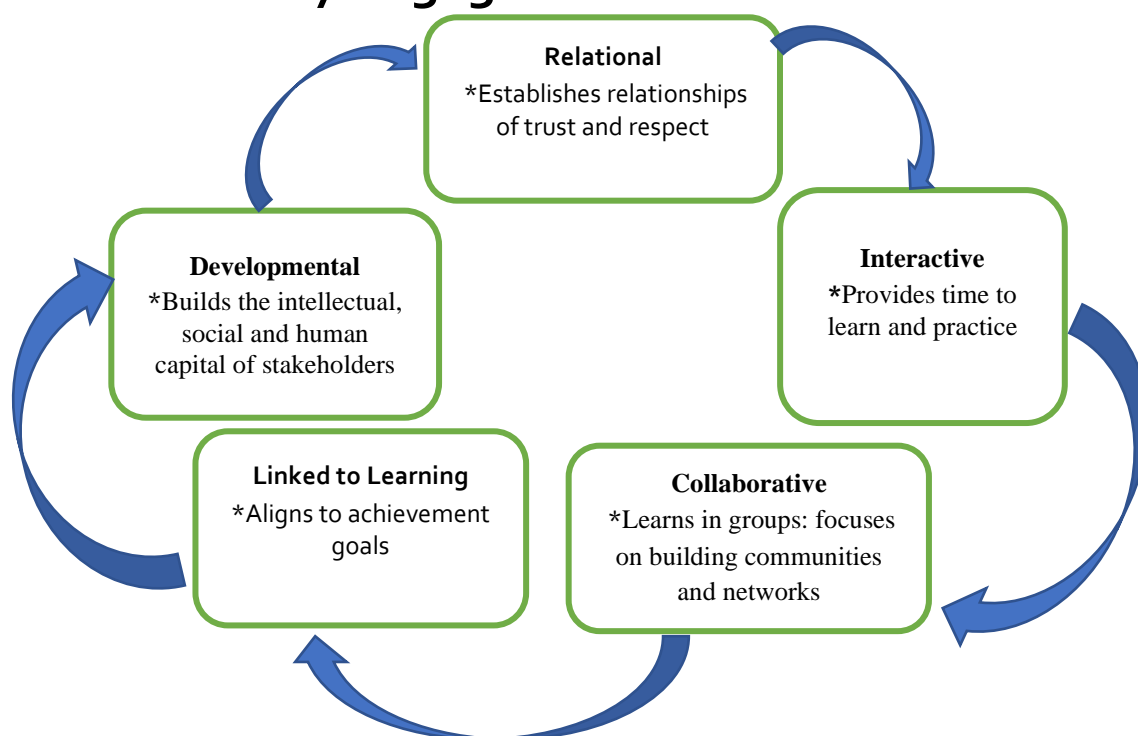 Relational
*Establishes relationships
of trust and respect
Interactive
*Provides time to
learn and practice
Collaborative
*Learns in groups: focuses
on building communities
and networks
Linked to Learning
*Aligns to achievement
goals
Developmental
*Builds the intellectual,
social and human
capital of stakeholders